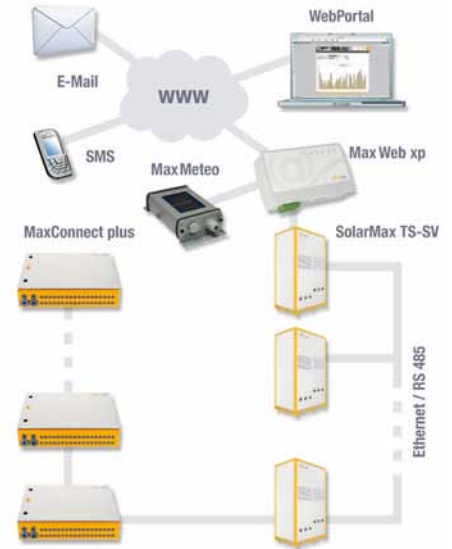 WebPortal
E-Mail
www
SMS
MaxMeteo
Max Web xp
MaxConnect plus
SolarMax TS-SV
Ethernet / RS 485